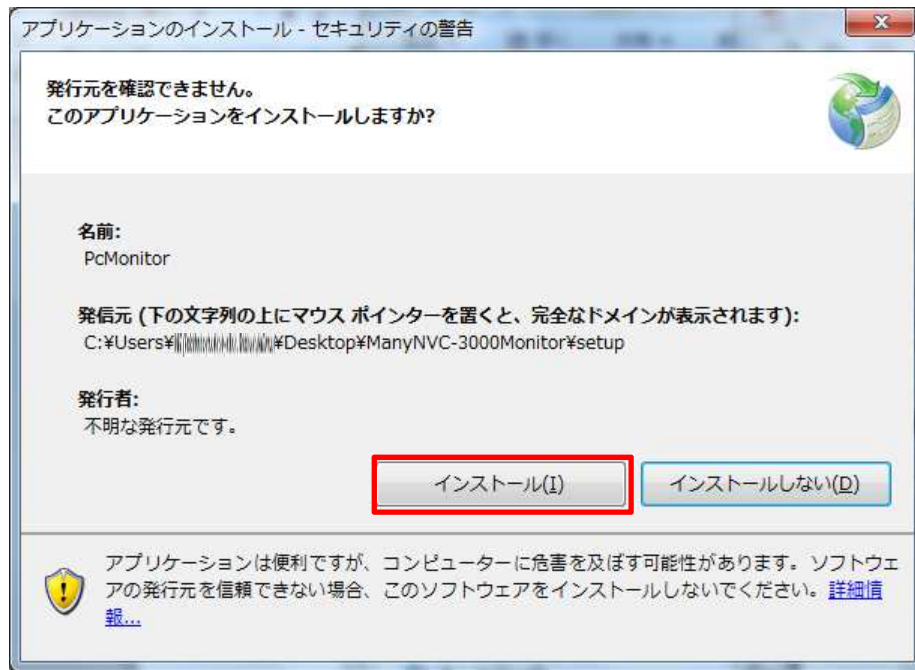 アプリケーションのインストール - セキュリティの警告
発行元を確認できません。
このアプリケーションをインストールしますか?
名前:
PcMonitor
発信元 (下の文字列の上にマウス ポインターを置くと、完全なドメインが表示されます):
C:¥Users¥ ¥Desktop¥ManyNVC-3000Monitor¥setup
発行者:
不明な発行元です。
インストール(I) インストールしない(D)
アプリケーションは便利ですが、コンピューターに危害を及ぼす可能性があります。ソフトウェ
アの発行元を信頼できない場合、このソフトウェアをインストールしないでください。詳細情
報...